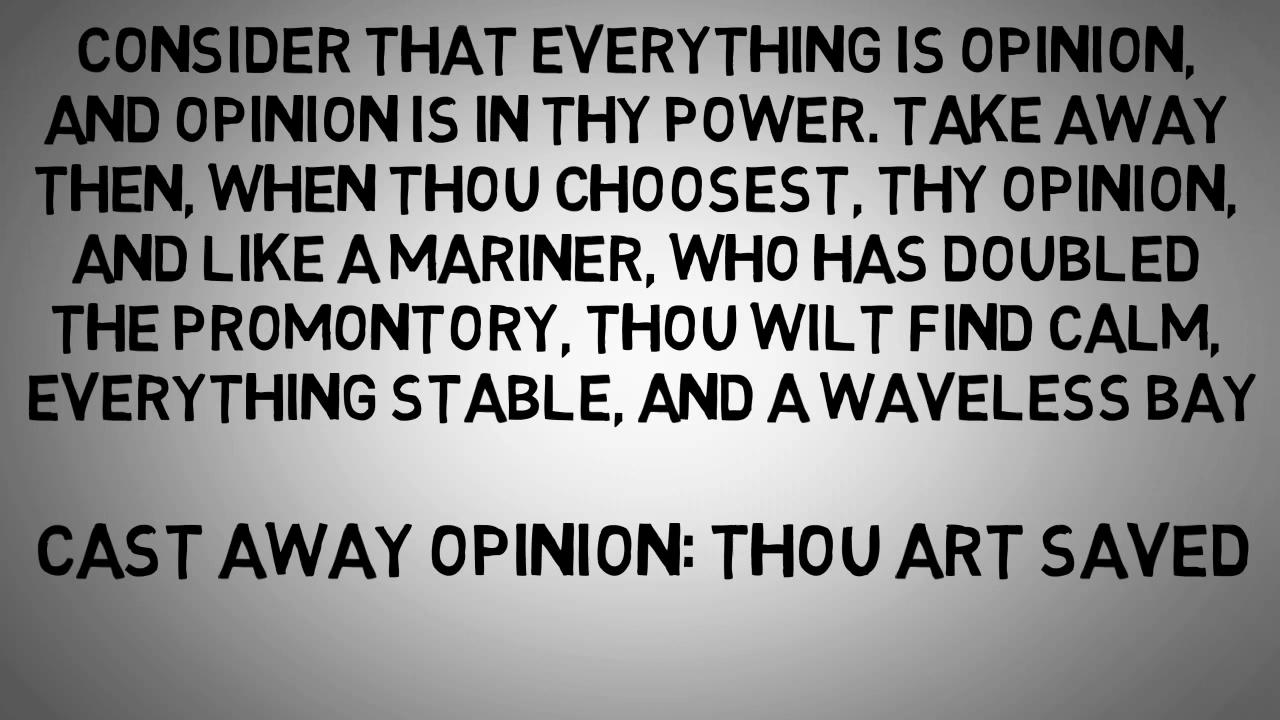 CONSIDER THAT EVERYTHING IS OPINION,
AND OPINION IS IN THY POWER. TAKE AWAY
THEN, WHEN THOU CHOOSEST, THY OPINION,
AND LIKE A MARINER, WHO HAS DOUBLED
THE PROMONTORY, THOU WILT FIND CALM,
EVERYTHING STABLE, AND A WAVELESS BAY
CAST AWAY OPINION: THOU ART SAVED